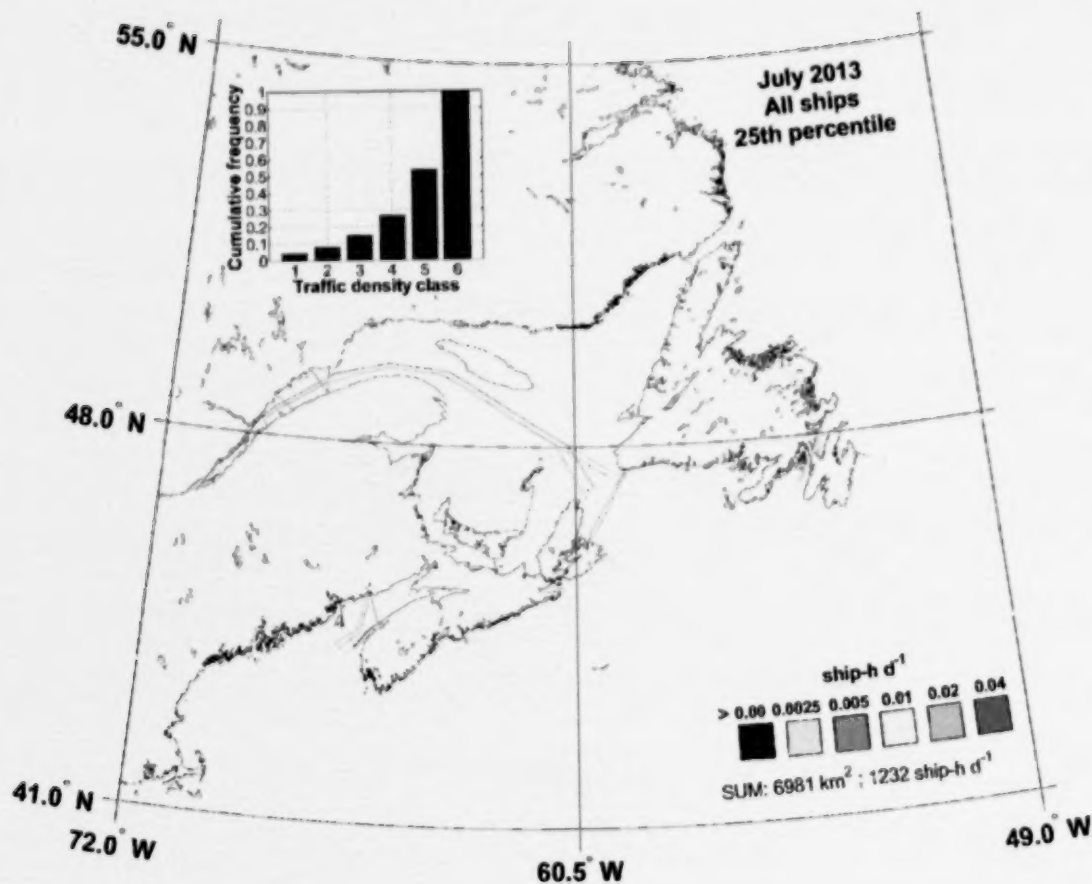 55.0° N
July 2013
All ships
25th percentile
Cumulative frequency
1
0.9
0.8
0.7
0.6
0.5
0.4
0.3
0.2
0.1
0
1 2 3 4 5 6
Traffic density class
48.0° N
ship-h d⁻¹
> 0.00 0.0025 0.005 0.01 0.02 0.04
SUM: 6981 km² ; 1232 ship-h d⁻¹
41.0° N
72.0° W
60.5° W
49.0° W